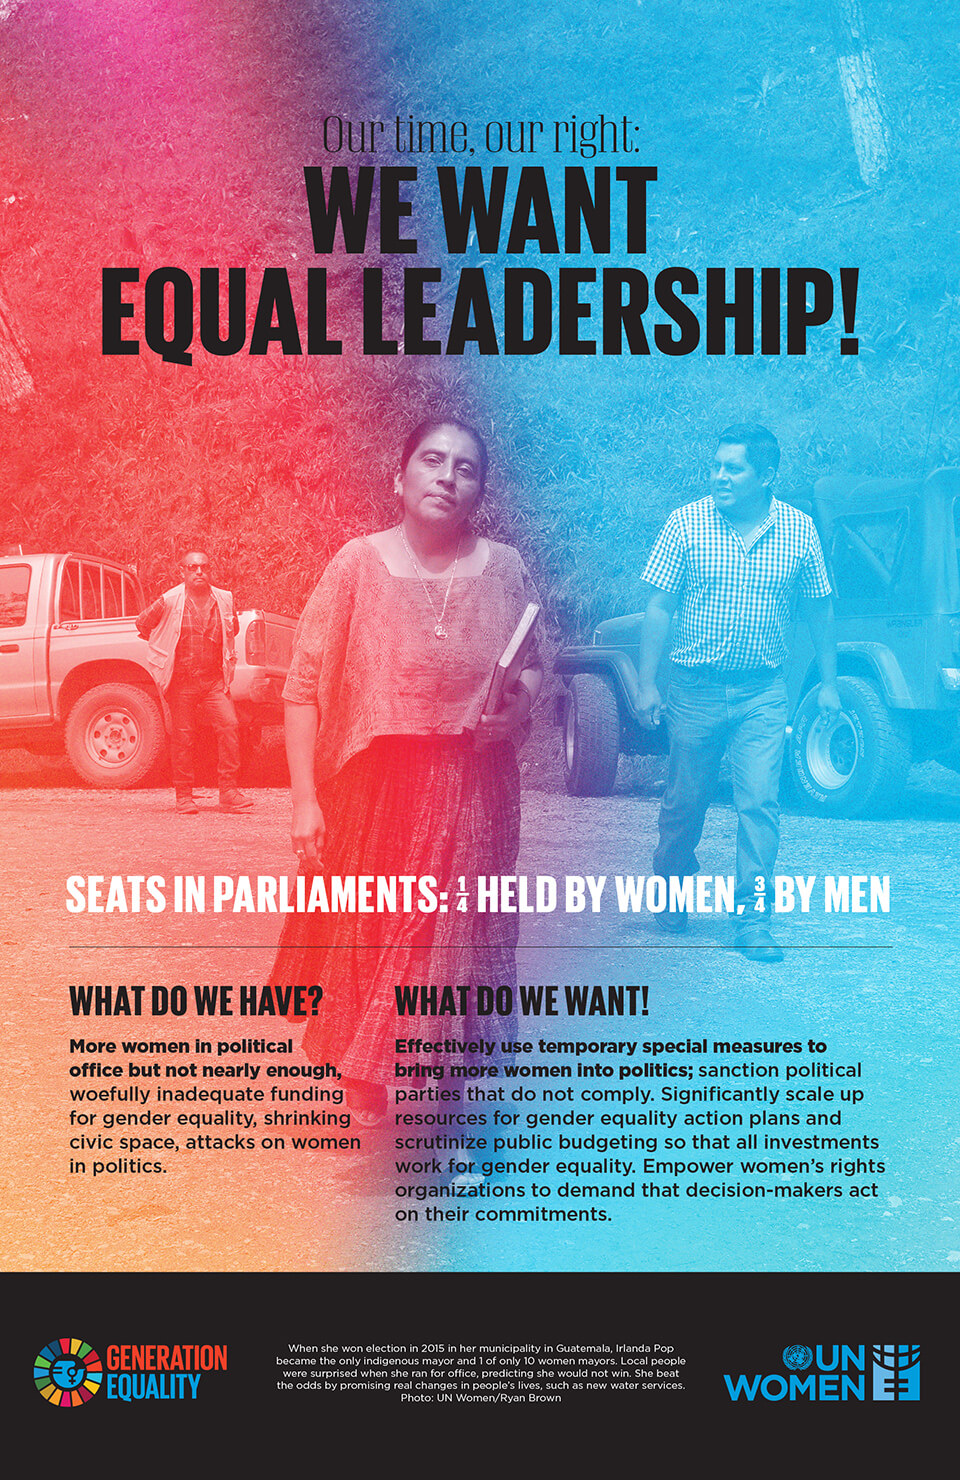 Our time, our right:
WE WANT
EQUAL LEADERSHIP!
SEATS IN PARLIAMENTS: 1/4 HELD BY WOMEN, 3/4 BY MEN
WHAT DO WE HAVE?
More women in political
office but not nearly enough,
woefully inadequate funding
for gender equality, shrinking
civic space, attacks on women
in politics.
WHAT DO WE WANT!
Effectively use temporary special measures to
bring more women into politics; sanction political
parties that do not comply. Significantly scale up
resources for gender equality action plans and
scrutinize public budgeting so that all investments
work for gender equality. Empower women's rights
organizations to demand that decision-makers act
on their commitments.
GENERATION
EQUALITY
When she won election in 2015 in her municipality in Guatemala, Irlanda Pop
became the only indigenous mayor and 1 of only 10 women mayors. Local people
were surprised when she ran for office, predicting she would not win. She beat
the odds by promising real changes in people's lives, such as new water services.
Photo: UN Women/Ryan Brown
UN
WOMEN